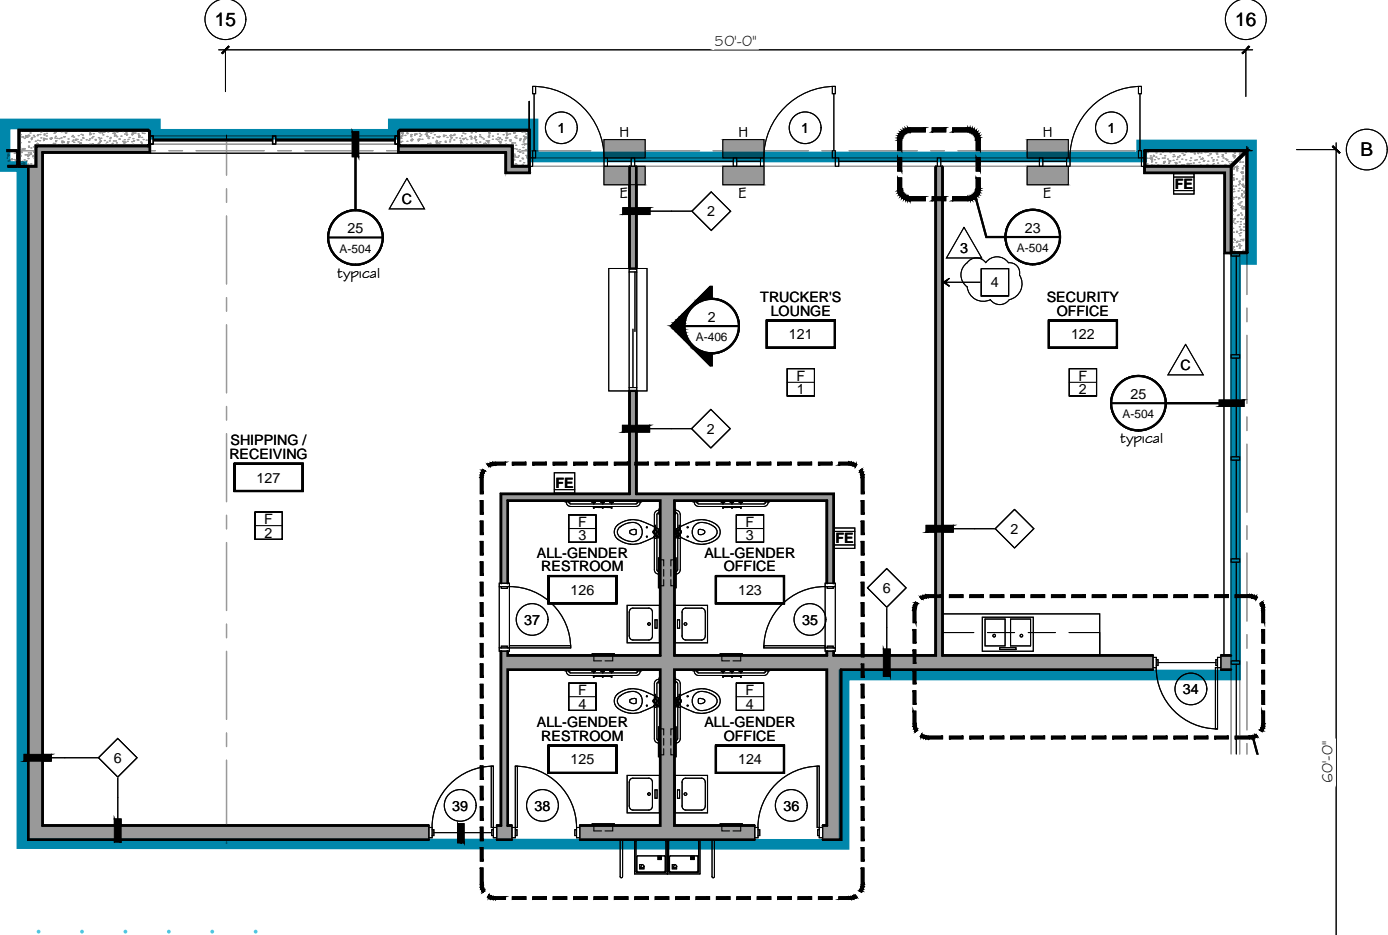 15
16
50'-0"
1
1
1
H
H
H
B
E
E
E
FE
C
2
25
A-504
typical
23
A-504
3
4
TRUCKER'S
LOUNGE
121
SECURITY
OFFICE
122
2
A-406
F
1
F
2
C
25
A-504
typical
2
SHIPPING /
RECEIVING
127
F
2
FE
2
FE
F
3
F
3
ALL-GENDER
RESTROOM
126
ALL-GENDER
OFFICE
123
6
37
35
F
4
F
4
34
ALL-GENDER
RESTROOM
125
ALL-GENDER
OFFICE
124
6
60'-0"
39
38
36